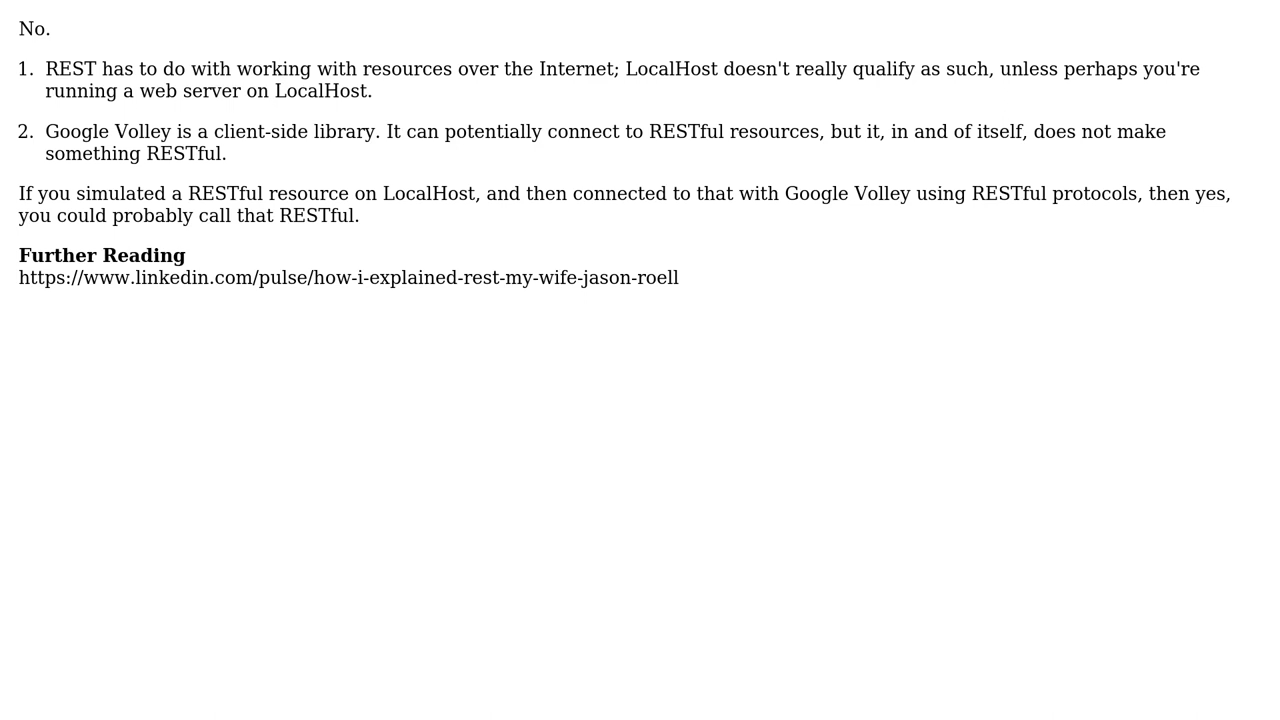 No.
1. REST has to do with working with resources over the Internet; LocalHost doesn't really qualify as such, unless perhaps you're
running a web server on LocalHost.
2. Google Volley is a client-side library. It can potentially connect to RESTful resources, but it, in and of itself, does not make
something RESTful.
If you simulated a RESTful resource on LocalHost, and then connected to that with Google Volley using RESTful protocols, then yes,
you could probably call that RESTful.
Further Reading
https://www.linkedin.com/pulse/how-i-explained-rest-my-wife-jason-roell